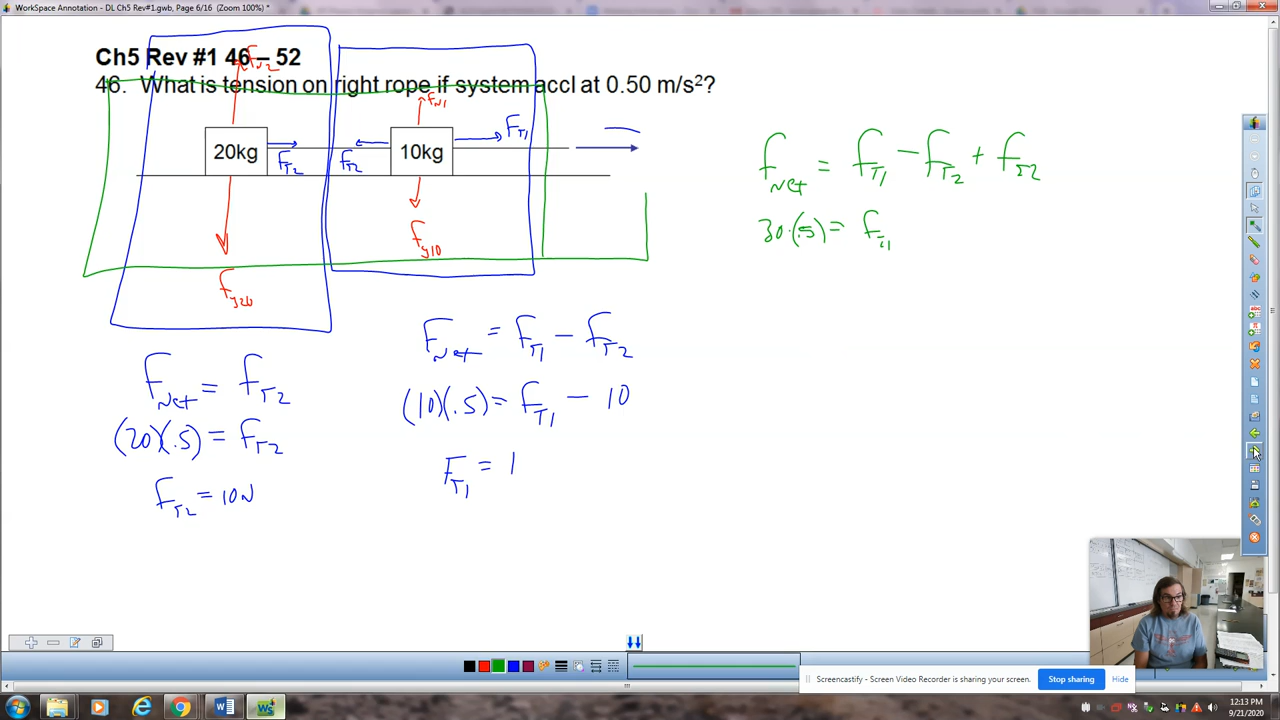 WorkSpace Annotation - DL Ch5 Rev#1.gwb, Page 6/16 (Zoom 100%) *
Ch5 Rev #1 46 – 52
46. What is tension on right rope if system accl at 0.50 m/s²?
F_N2
F_N1
F_T1
20kg
10kg
F_T2
F_T2
F_g10
F_g20
F_Net = F_T1 − F_T2 + F_T2
30·(.5) = F_T1
F_Net = F_T1 − F_T2
(10)(.5) = F_T1 − 10
F_T1 = 1
F_Net = F_T2
(20)(.5) = F_T2
F_T2 = 10N
Screencastify - Screen Video Recorder is sharing your screen.
Stop sharing
Hide
12:13 PM
9/21/2020